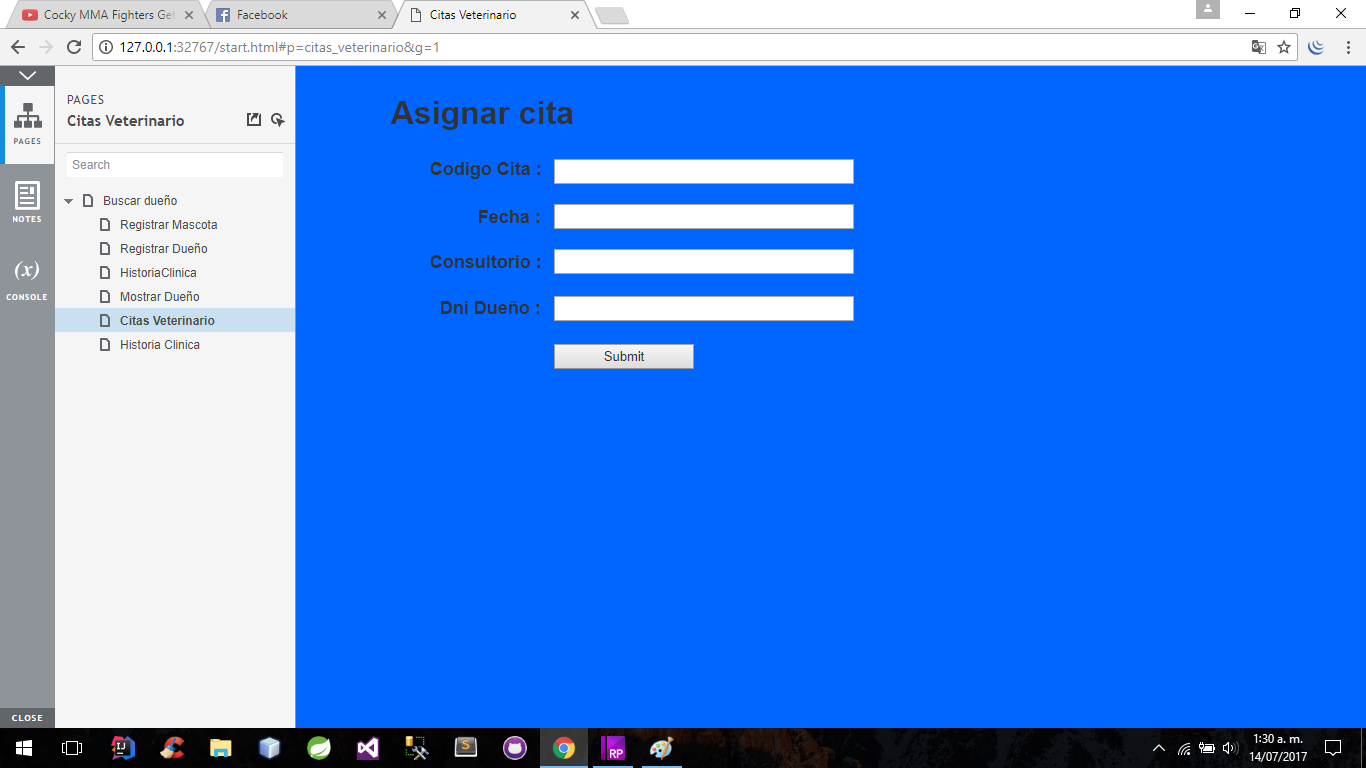 Cocky MMA Fighters Get
Facebook
Citas Veterinario
127.0.0.1:32767/start.html#p=citas_veterinario&g=1
PAGES
Citas Veterinario
PAGES
Search
NOTES
(x)
CONSOLE
Buscar dueño
Registrar Mascota
Registrar Dueño
HistoriaClinica
Mostrar Dueño
Citas Veterinario
Historia Clinica
Asignar cita
Codigo Cita :
Fecha :
Consultorio :
Dni Dueño :
Submit
CLOSE
IJ
S
RP
1:30 a. m.
14/07/2017